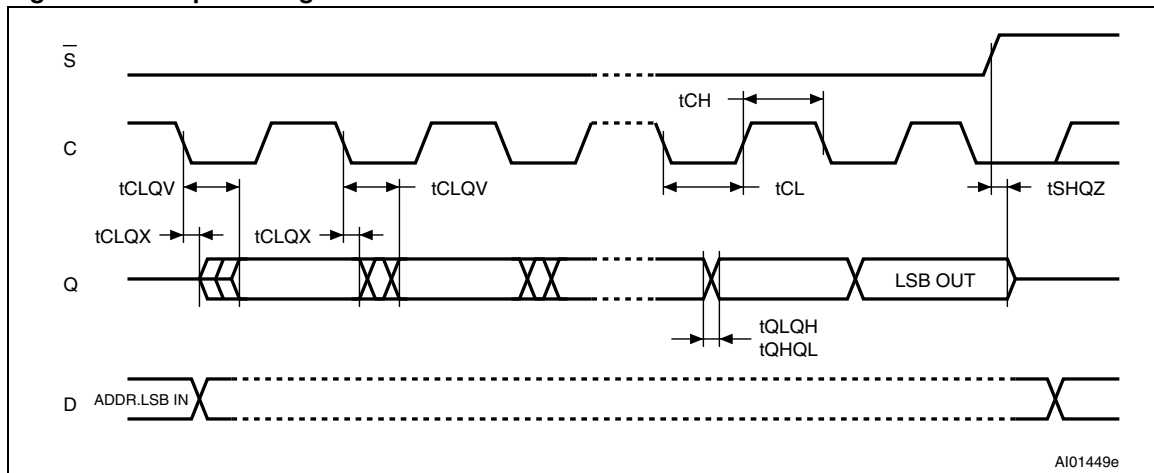 S
tCH
C
tCLQV
tCLQV
tCL
tSHQZ
tCLQX
tCLQX
Q
LSB OUT
tQLQH
tQHQL
D
ADDR.LSB IN
AI01449e